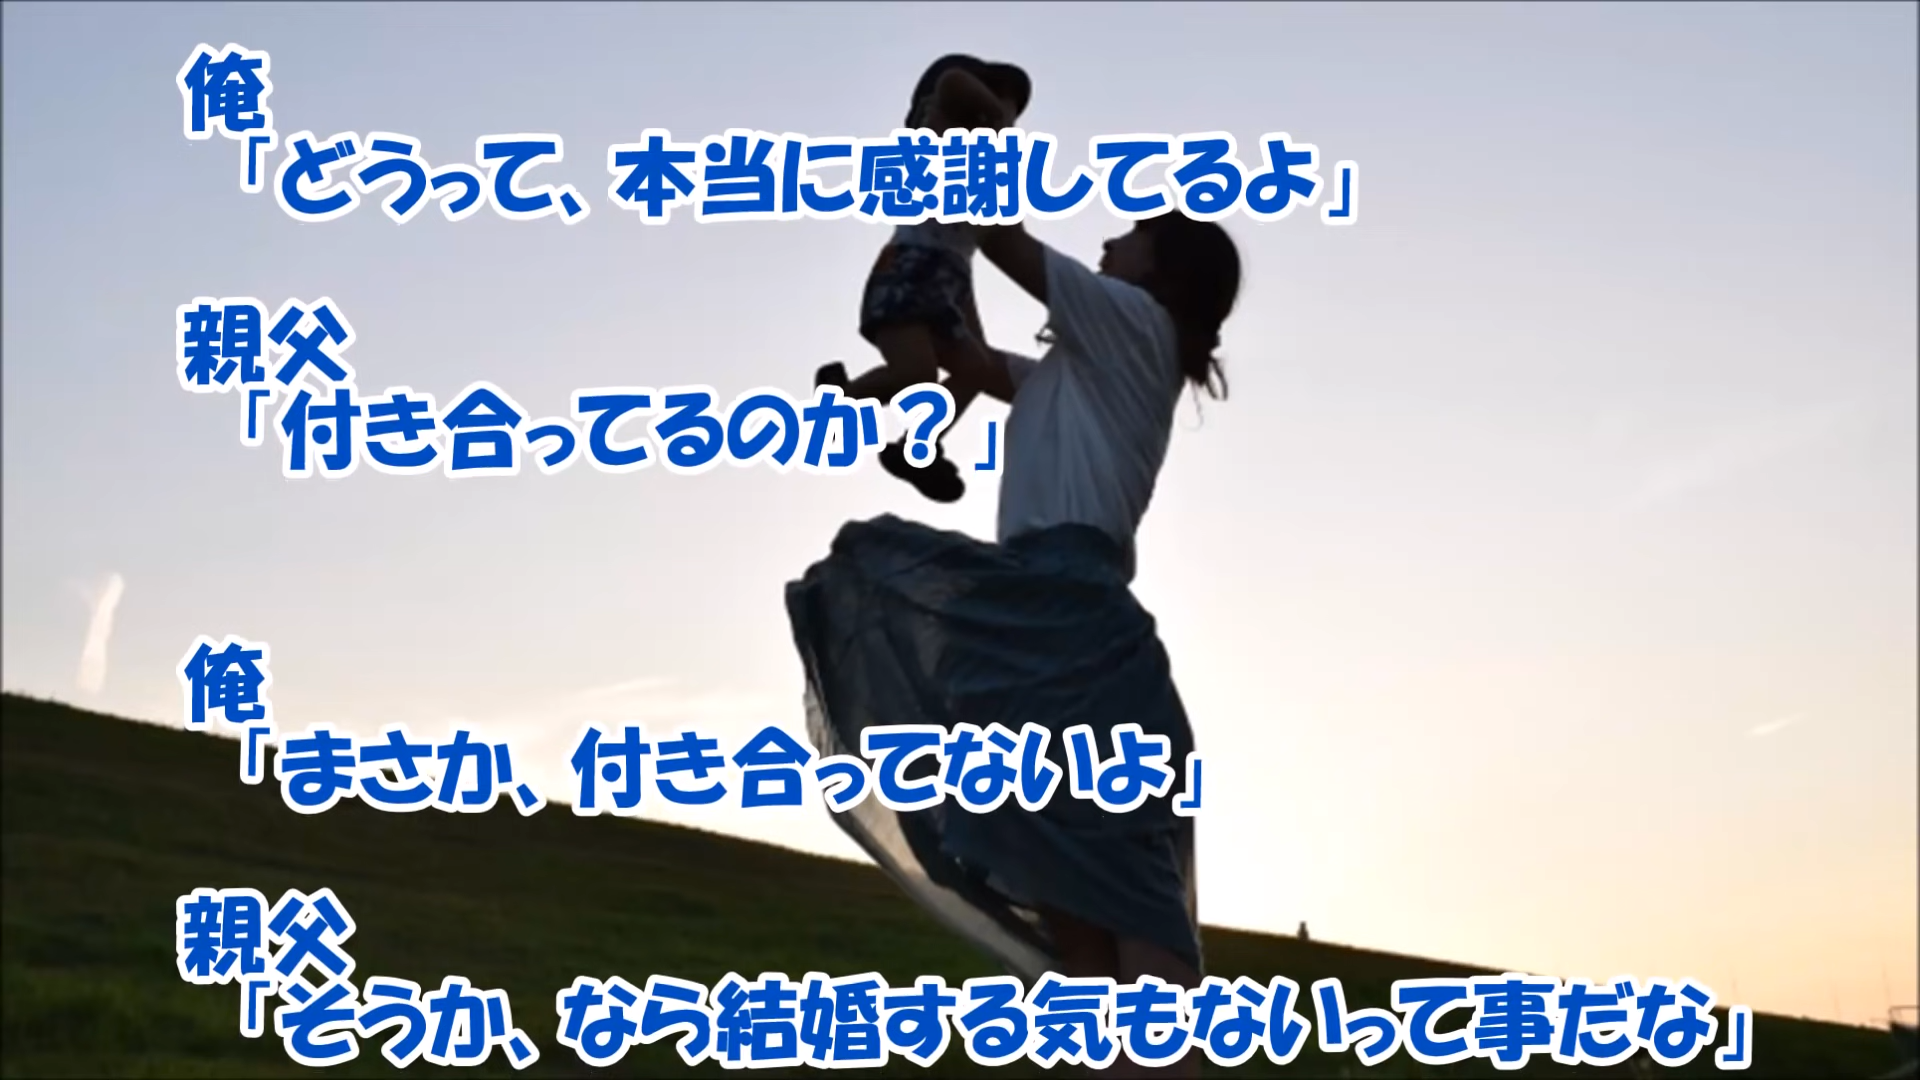 俺
「どうって、本当に感謝してるよ」
親父
「付き合ってるのか？」
俺
「まさか、付き合ってないよ」
親父
「そうか、なら結婚する気もないって事だな」